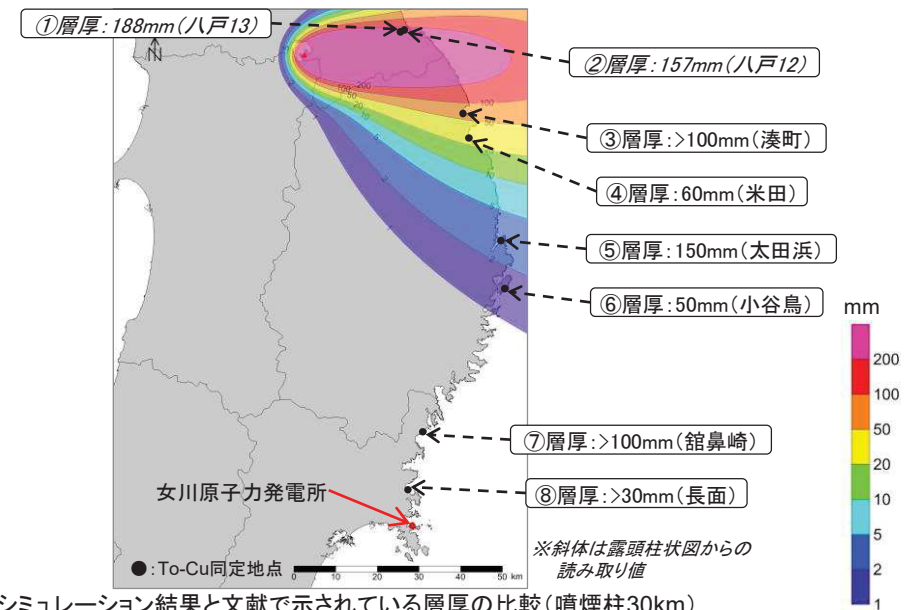 ①層厚:188mm(八戸13)
N
②層厚:157mm(八戸12)
③層厚:>100mm(湊町)
④層厚:60mm(米田)
⑤層厚:150mm(太田浜)
⑥層厚:50mm(小谷鳥)
mm
200
100
50
20
10
5
2
1
⑦層厚:>100mm(舘鼻崎)
⑧層厚:>30mm(長面)
女川原子力発電所
※斜体は露頭柱状図からの
読み取り値
●:To-Cu同定地点
0 10 20 30 40 50 km
シミュレーション結果と文献で示されている層厚の比較(噴煙柱30km)